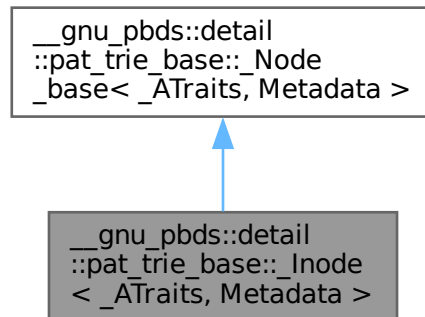 __gnu_pbds::detail
::pat_trie_base::_Node
_base< _ATraits, Metadata >
__gnu_pbds::detail
::pat_trie_base::_Inode
< _ATraits, Metadata >